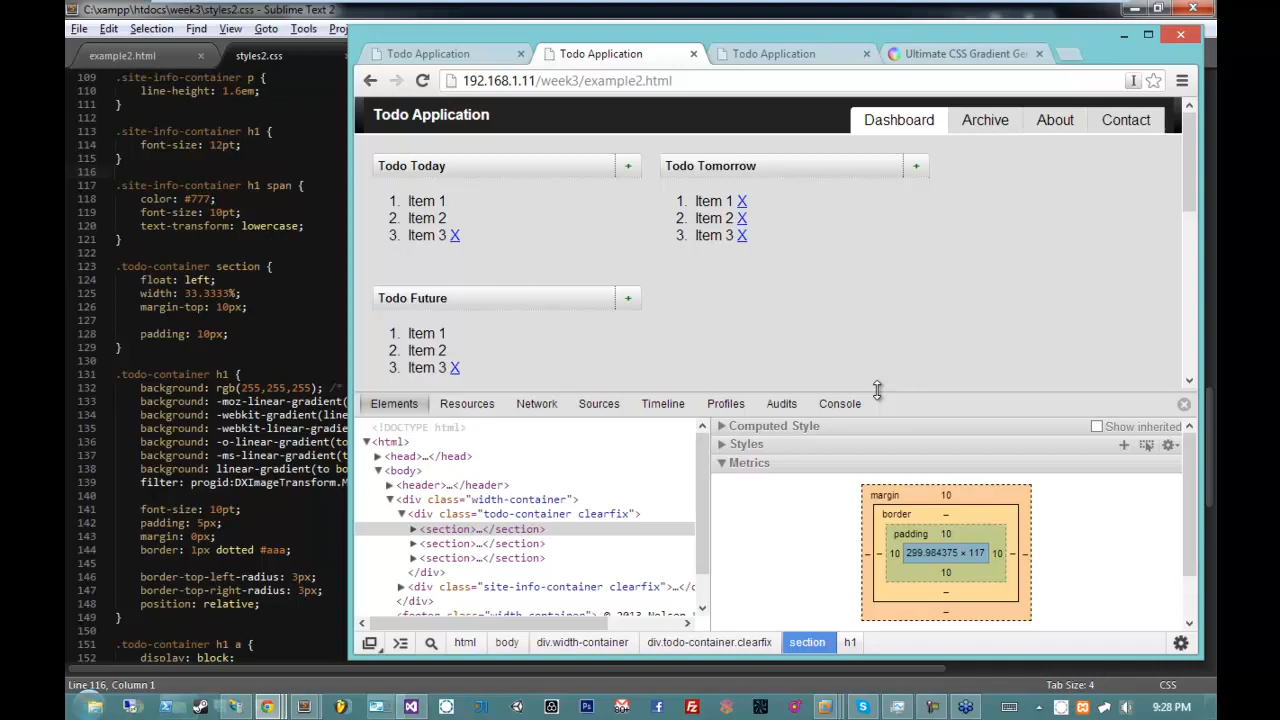 C:\xampp\htdocs\week3\styles2.css - Sublime Text 2
File Edit Selection Find View Goto Tools Proj
example2.html × styles2.css
109 .site-info-container p {
110 line-height: 1.6em;
111 }
112
113 .site-info-container h1 {
114 font-size: 12pt;
115 }
116
117 .site-info-container h1 span {
118 color: #777;
119 font-size: 10pt;
120 text-transform: lowercase;
121 }
122
123 .todo-container section {
124 float: left;
125 width: 33.3333%;
126 margin-top: 10px;
127
128 padding: 10px;
129 }
130
131 .todo-container h1 {
132 background: rgb(255,255,255); /*
133 background: -moz-linear-gradient(
134 background: -webkit-gradient(line
135 background: -webkit-linear-gradie
136 background: -o-linear-gradient(to
137 background: -ms-linear-gradient(t
138 background: linear-gradient(to bo
139 filter: progid:DXImageTransform.M
140
141 font-size: 10pt;
142 padding: 5px;
143 margin: 0px;
144 border: 1px dotted #aaa;
145
146 border-top-left-radius: 3px;
147 border-top-right-radius: 3px;
148 position: relative;
149 }
150
151 .todo-container h1 a {
152 display: block;
Line 116, Column 1
Tab Size: 4 CSS
Todo Application × Todo Application × Todo Application × Ultimate CSS Gradient Ge ×
192.168.1.11/week3/example2.html
Todo Application
Dashboard Archive About Contact
Todo Today +
1. Item 1
2. Item 2
3. Item 3 X
Todo Tomorrow +
1. Item 1 X
2. Item 2 X
3. Item 3 X
Todo Future +
1. Item 1
2. Item 2
3. Item 3 X
Elements Resources Network Sources Timeline Profiles Audits Console
<!DOCTYPE html>
<html>
<head>…</head>
<body>
<header>…</header>
<div class="width-container">
<div class="todo-container clearfix">
<section>…</section>
<section>…</section>
<section>…</section>
</div>
<div class="site-info-container clearfix">…</d
</div>
<footer class="width-container"> © 2013 Nelson
Computed Style Show inherited
Styles
Metrics
margin 10
border –
padding 10
– – 10 299.984375 × 117 10 – –
10
–
–
html body div.width-container div.todo-container.clearfix section h1
9:28 PM